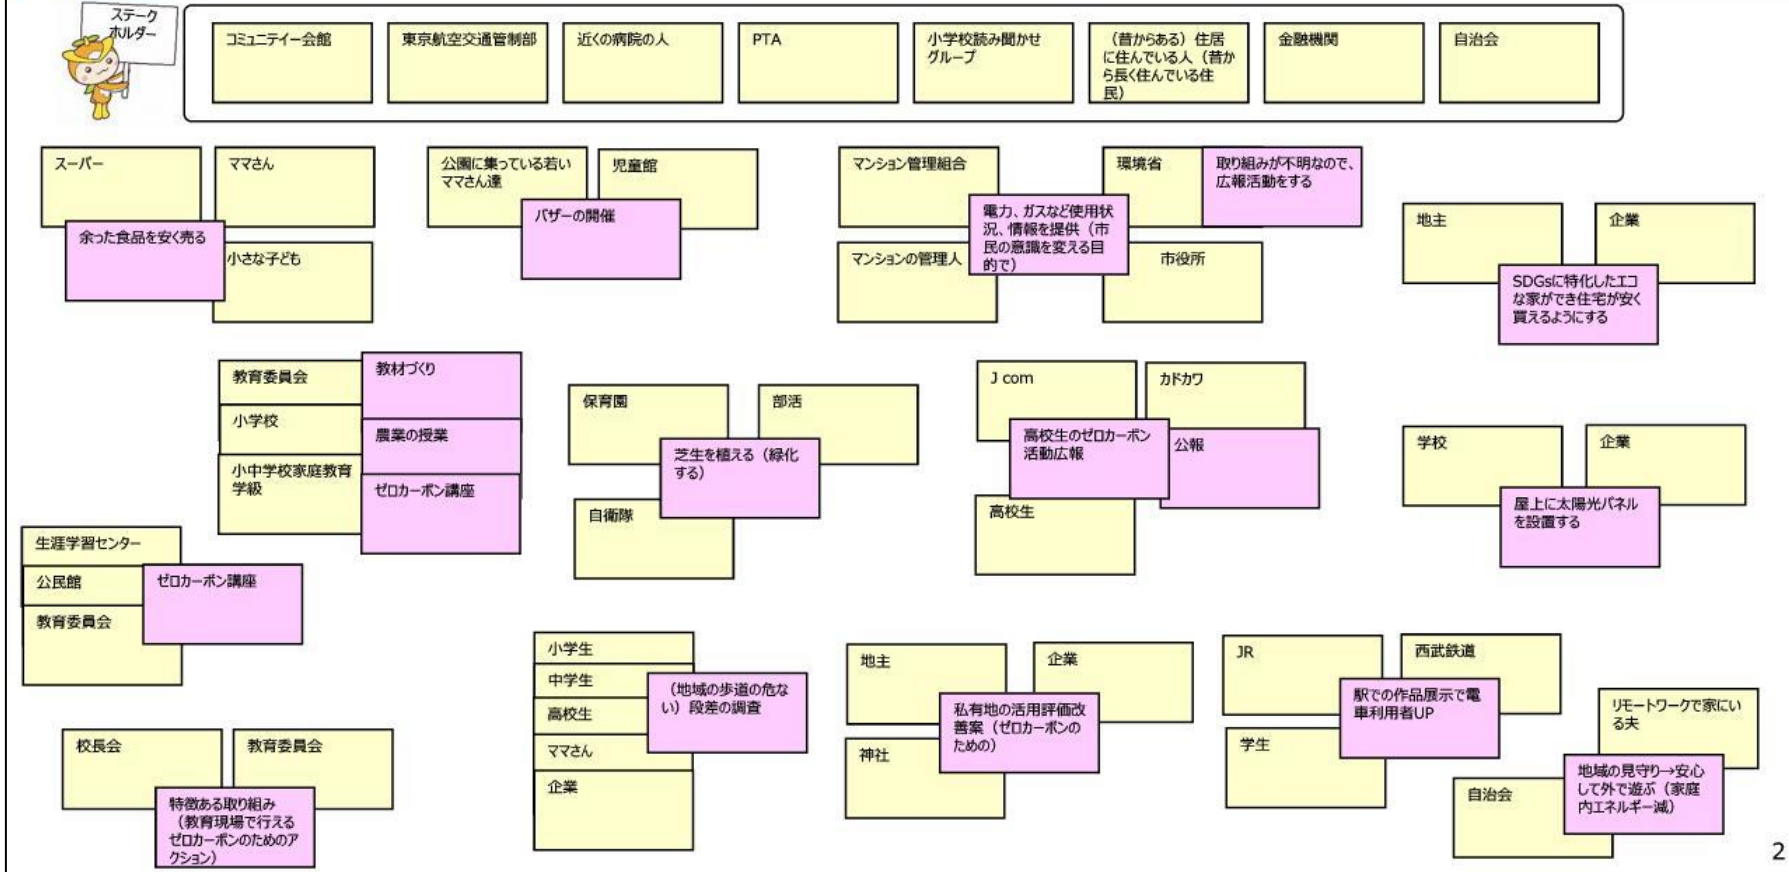 ステーク
ホルダー
コミュニテイー会館
東京航空交通管制部
近くの病院の人
PTA
小学校読み聞かせ
グループ
（昔からある）住居
に住んでいる人（昔か
ら長く住んでいる住
民）
金融機関
自治会
スーパー
ママさん
余った食品を安く売る
小さな子ども
公園に集っている若い
ママさん達
児童館
バザーの開催
マンション管理組合
環境省
取り組みが不明なので、
広報活動をする
電力、ガスなど使用状
況、情報を提供（市
民の意識を変える目
的で）
マンションの管理人
市役所
地主
企業
SDGsに特化したエコ
な家ができ住宅が安く
買えるようにする
教育委員会
教材づくり
小学校
農業の授業
小中学校家庭教育
学級
ゼロカーボン講座
保育園
部活
芝生を植える（緑化
する）
自衛隊
J com
カドカワ
高校生のゼロカーボン
活動広報
公報
高校生
学校
企業
屋上に太陽光パネル
を設置する
生涯学習センター
公民館
ゼロカーボン講座
教育委員会
小学生
中学生
高校生
ママさん
企業
（地域の歩道の危な
い）段差の調査
地主
企業
私有地の活用評価改
善案（ゼロカーボンの
ための）
神社
JR
西武鉄道
駅での作品展示で電
車利用者UP
学生
リモートワークで家にい
る夫
地域の見守り→安心
して外で遊ぶ（家庭
内エネルギー減）
自治会
校長会
教育委員会
特徴ある取り組み
（教育現場で行える
ゼロカーボンのためのア
クション）
2